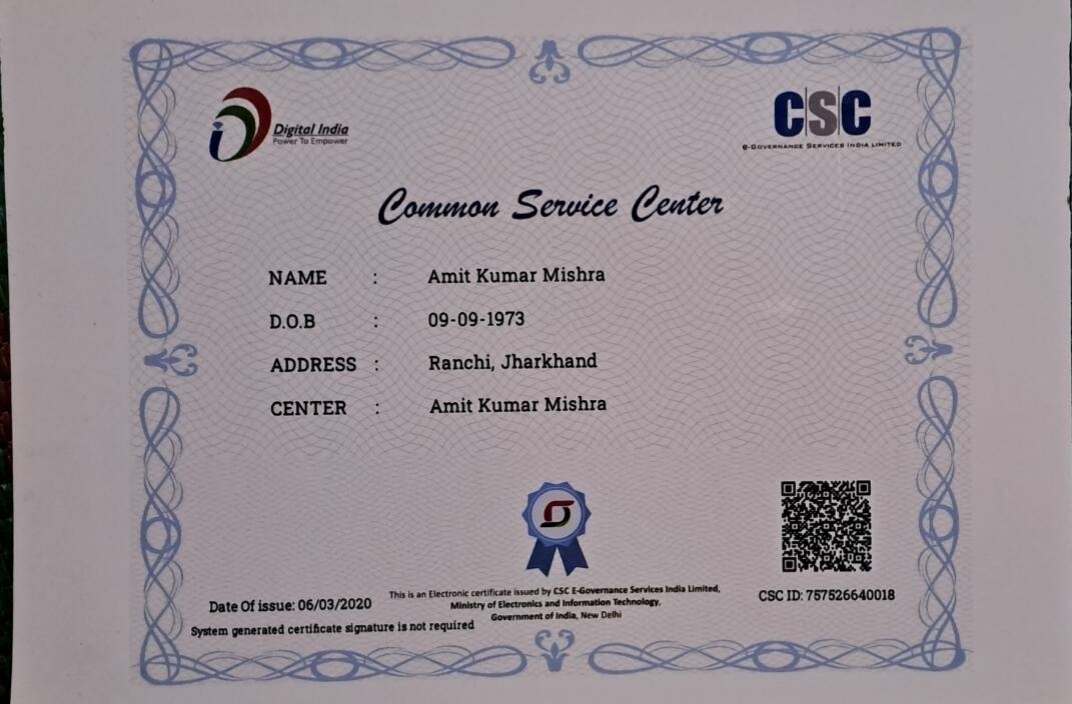 Digital India
Power To Empower
CSC
e-Governance Services India Limited
Common Service Center
NAME : Amit Kumar Mishra
D.O.B : 09-09-1973
ADDRESS : Ranchi, Jharkhand
CENTER : Amit Kumar Mishra
This is an Electronic certificate issued by CSC E-Governance Services India Limited,
Ministry of Electronics and Information Technology,
Government of India, New Delhi
Date Of issue: 06/03/2020
CSC ID: 757526640018
System generated certificate signature is not required